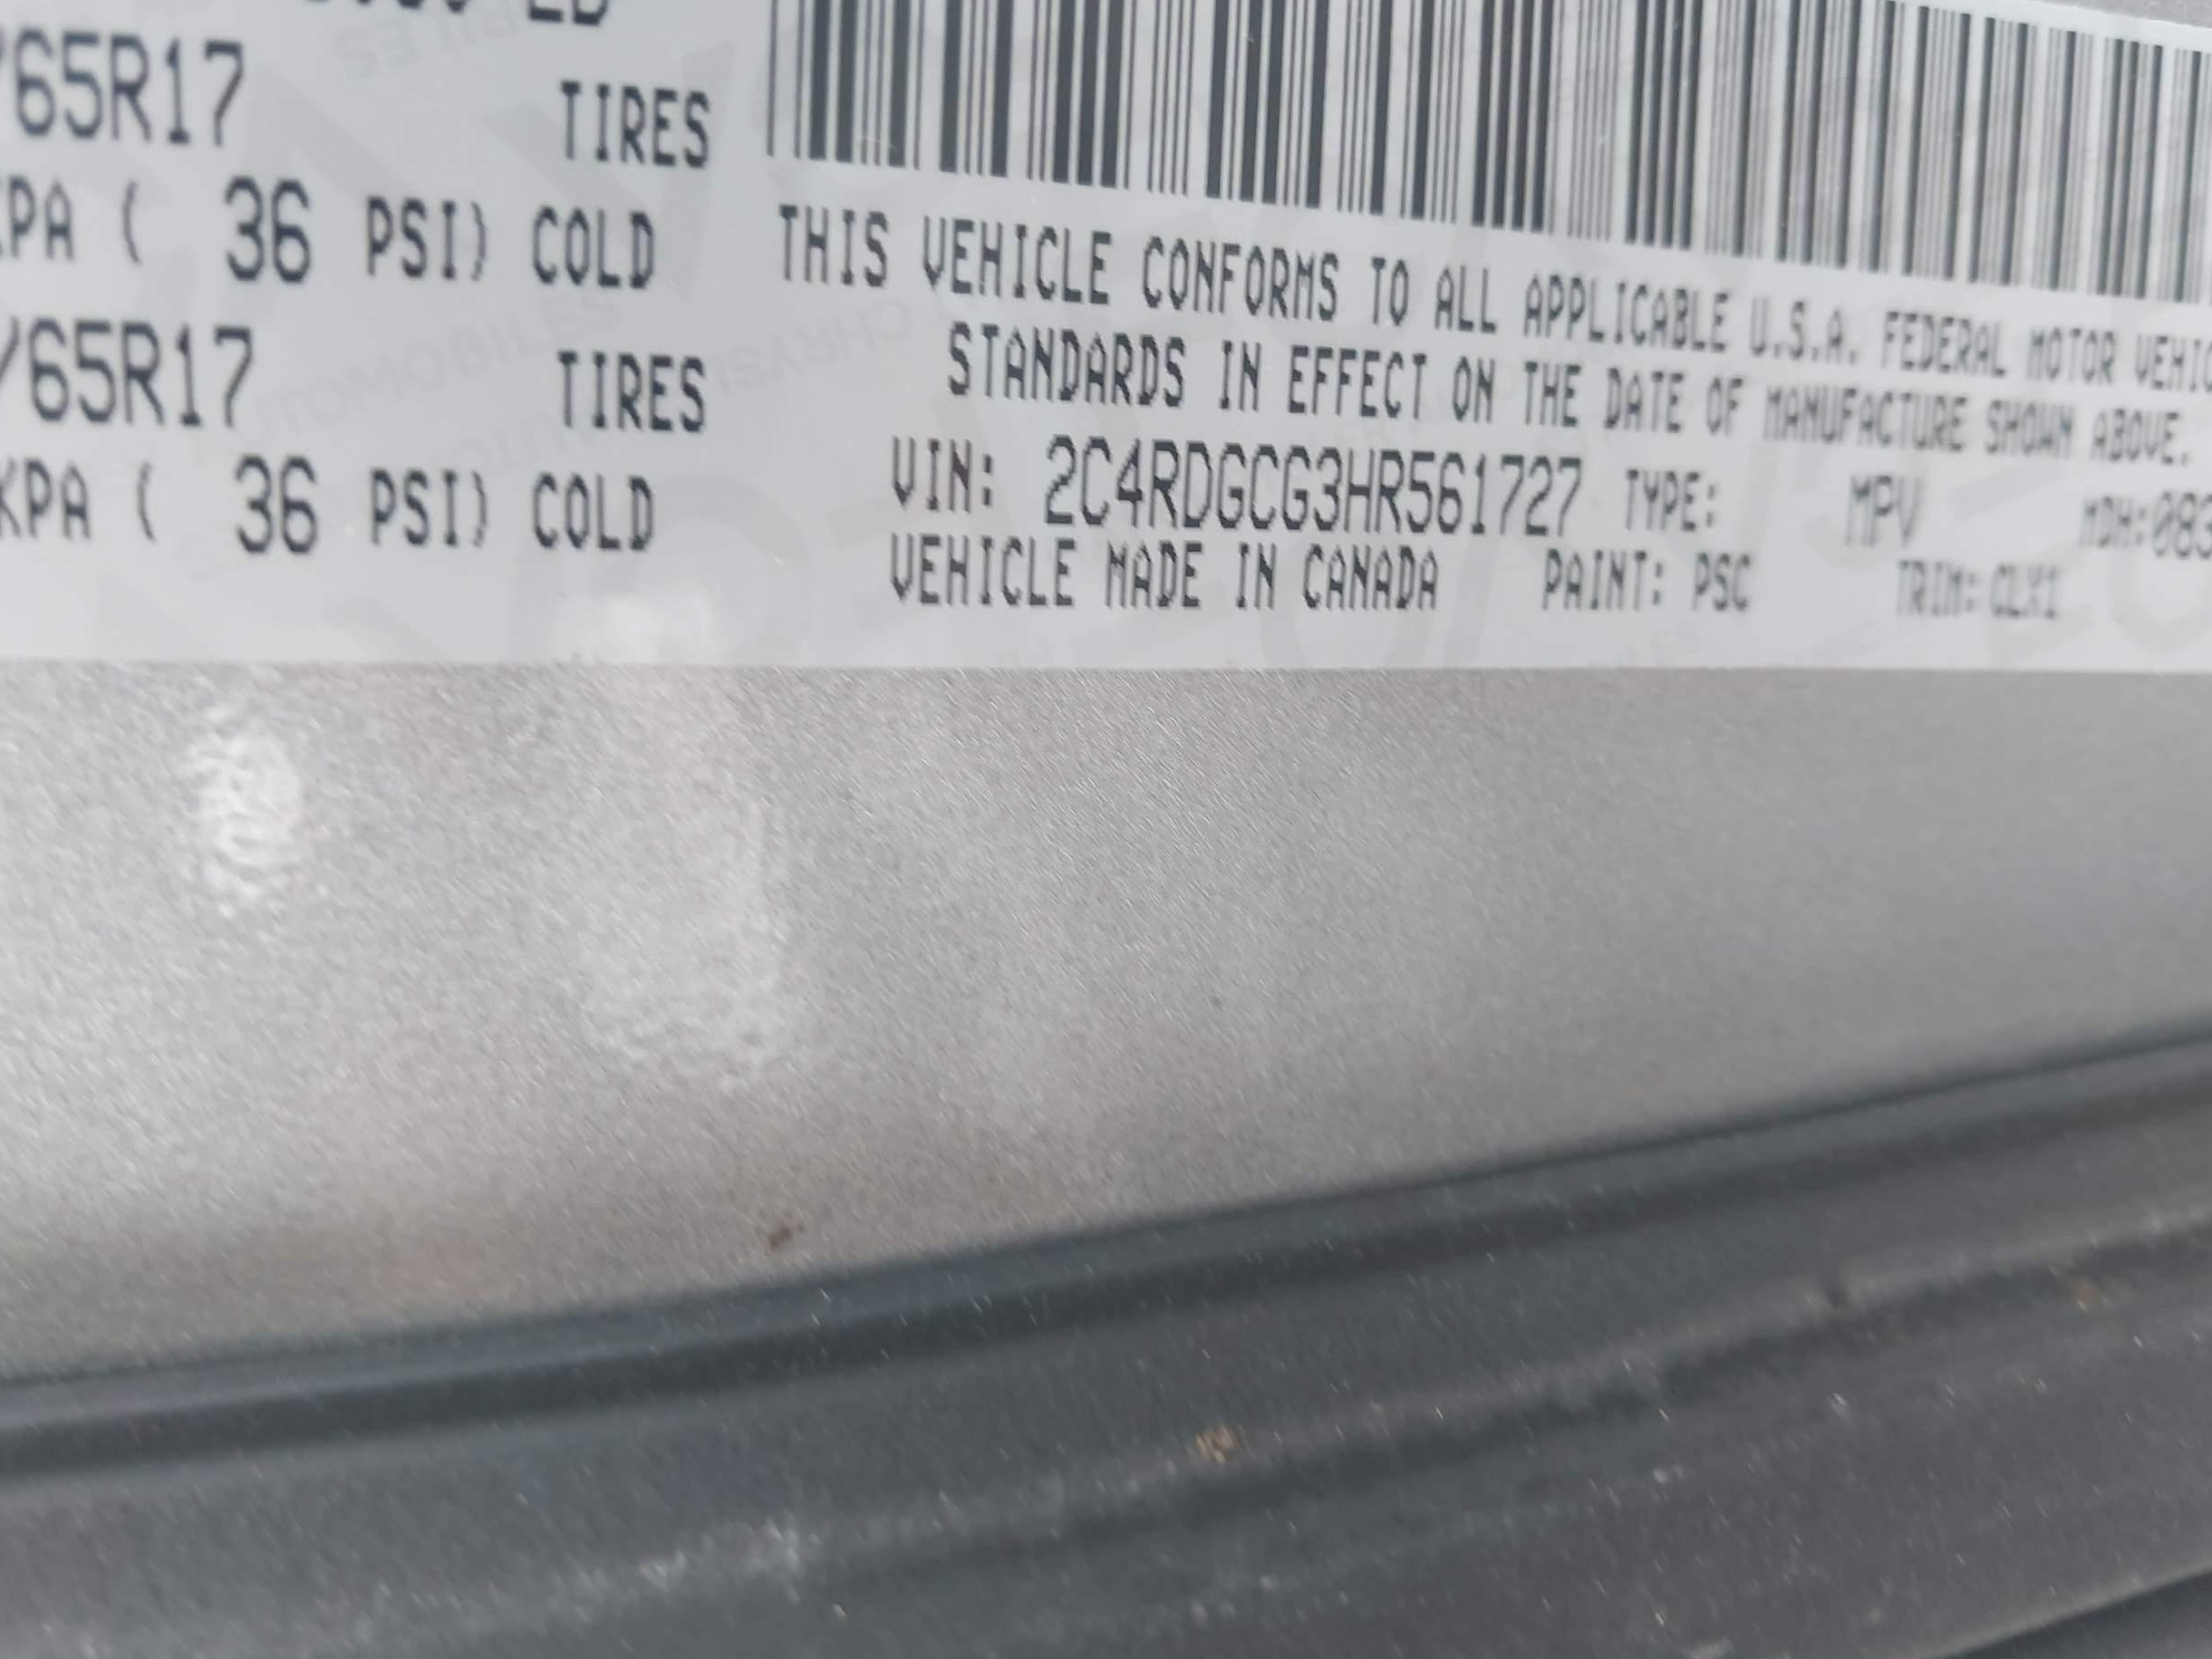 /65R17 TIRES
KPA ( 36 PSI) COLD
/65R17 TIRES
KPA ( 36 PSI) COLD
THIS VEHICLE CONFORMS TO ALL APPLICABLE U.S.A. FEDERAL MOTOR VEHIC
STANDARDS IN EFFECT ON THE DATE OF MANUFACTURE SHOWN ABOVE.
VIN: 2C4RDGCG3HR561727 TYPE: MPV MDH:083
VEHICLE MADE IN CANADA PAINT: PSC TRIM: CLX1